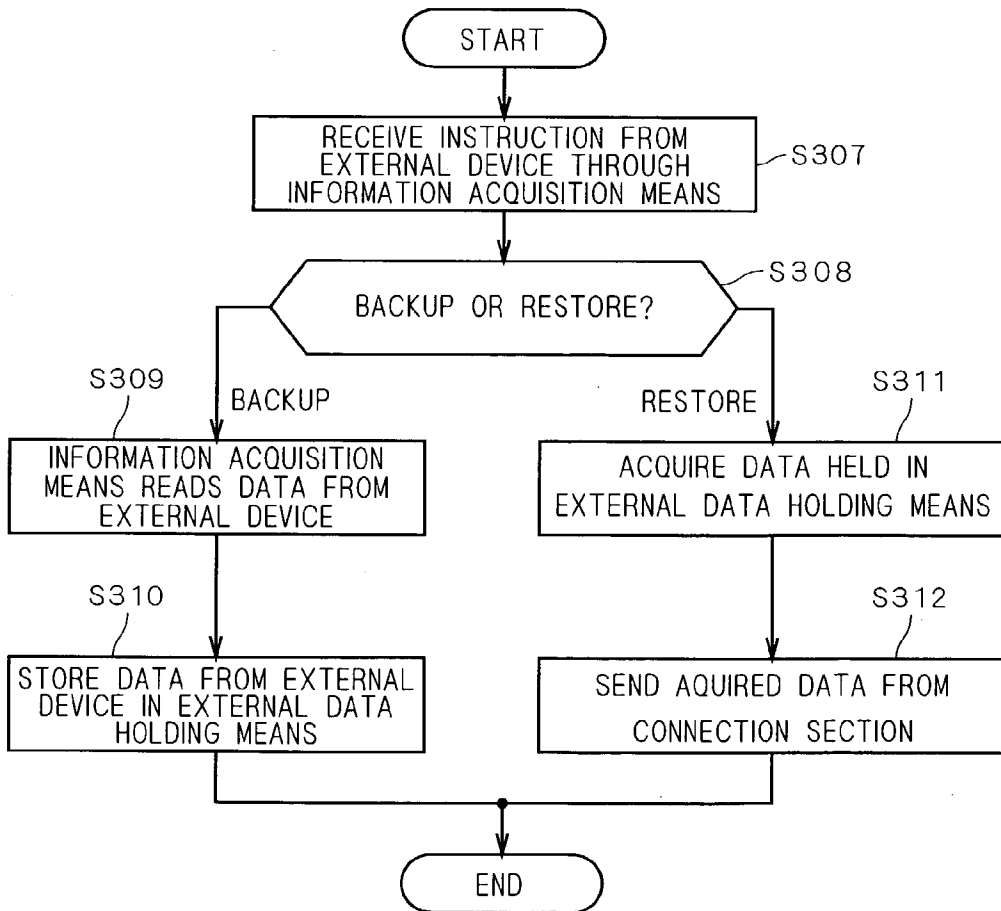 START
RECEIVE INSTRUCTION FROM
EXTERNAL DEVICE THROUGH
INFORMATION ACQUISITION MEANS
S307
BACKUP OR RESTORE?
S308
S309
BACKUP
INFORMATION ACQUISITION
MEANS READS DATA FROM
EXTERNAL DEVICE
S310
STORE DATA FROM EXTERNAL
DEVICE IN EXTERNAL DATA
HOLDING MEANS
RESTORE
S311
ACQUIRE DATA HELD IN
EXTERNAL DATA HOLDING MEANS
S312
SEND AQUIRED DATA FROM
CONNECTION SECTION
END